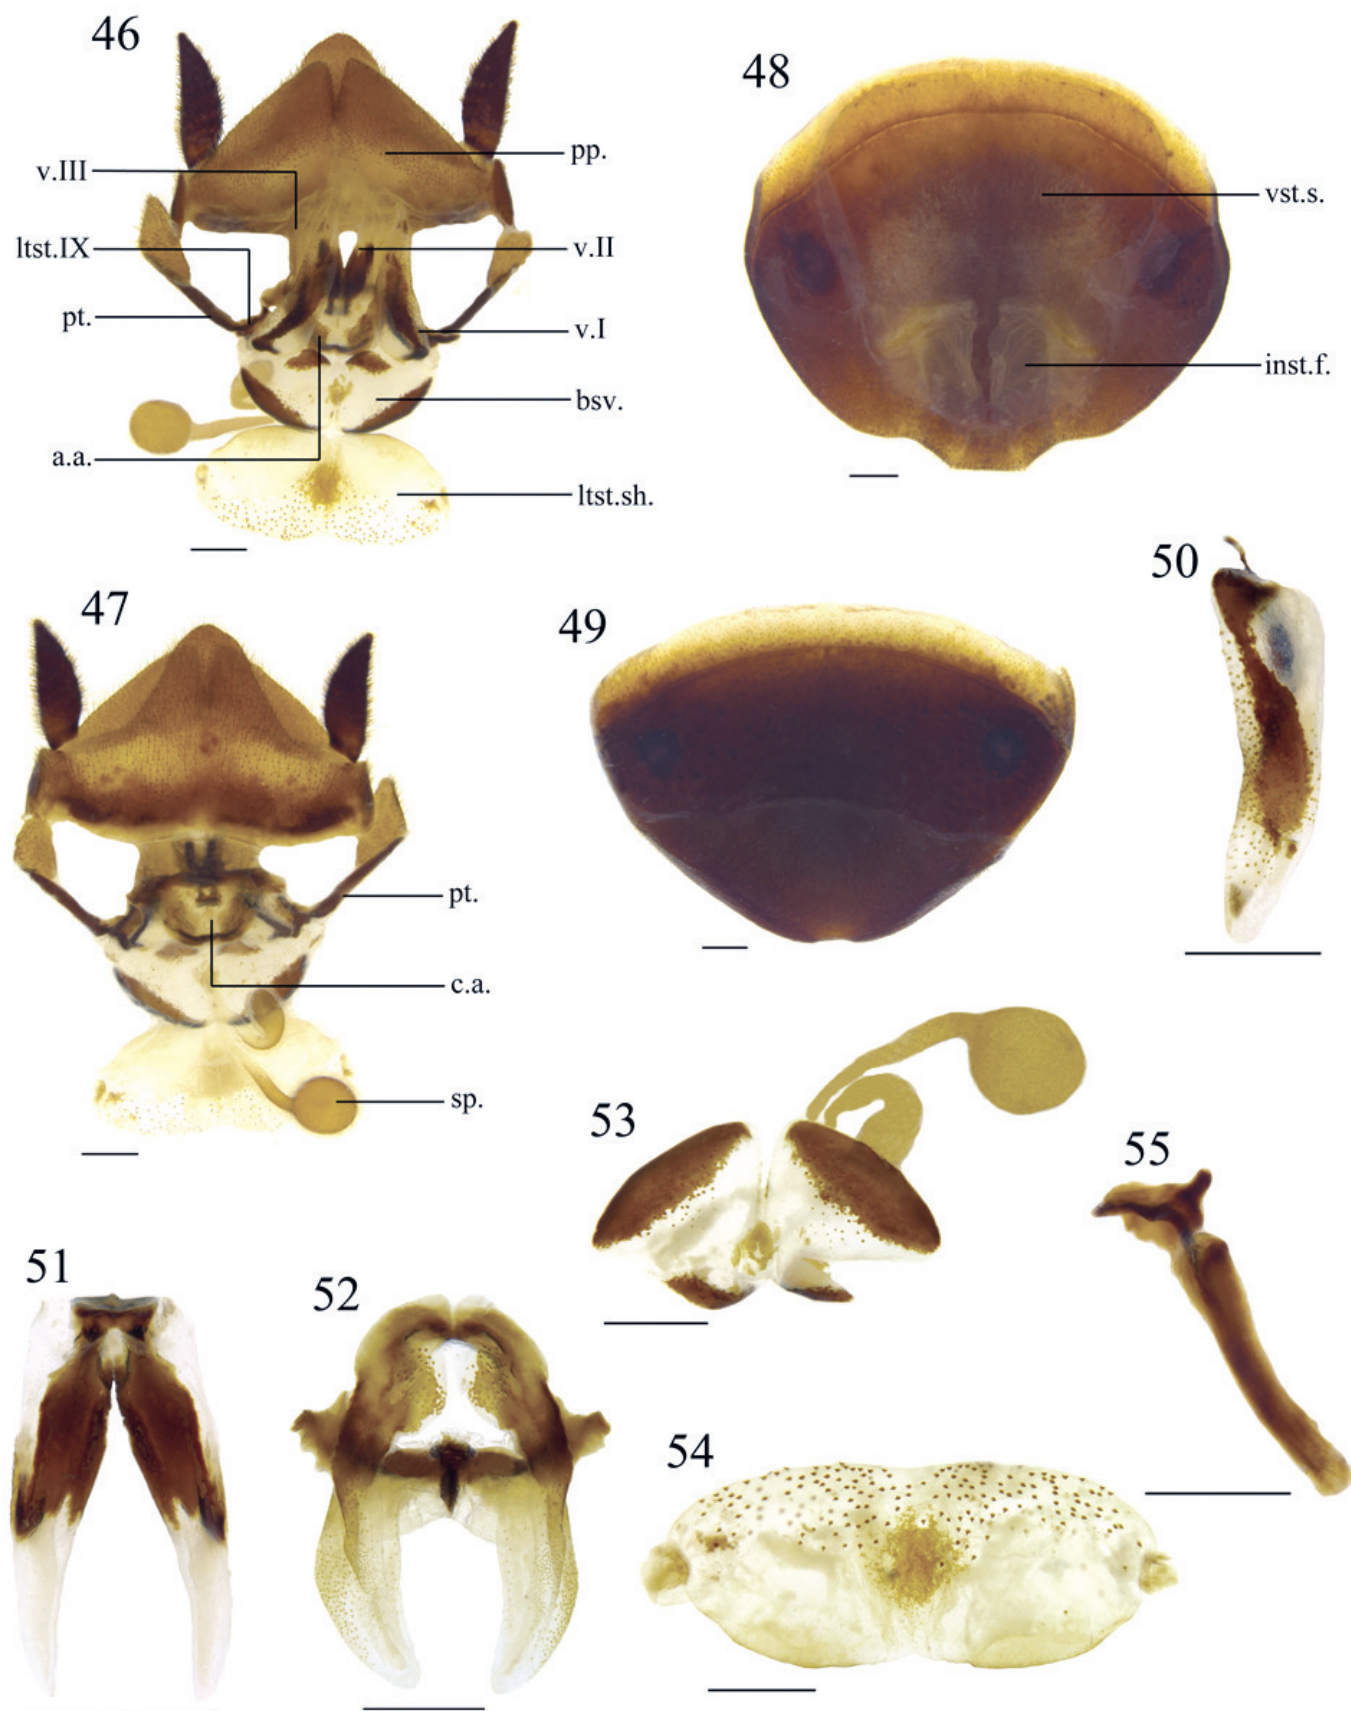 46
v.III
pp.
ltst.IX
v.II
pt.
v.I
bsv.
a.a.
ltst.sh.
48
vst.s.
inst.f.
47
pt.
c.a.
sp.
49
50
51
52
53
54
55